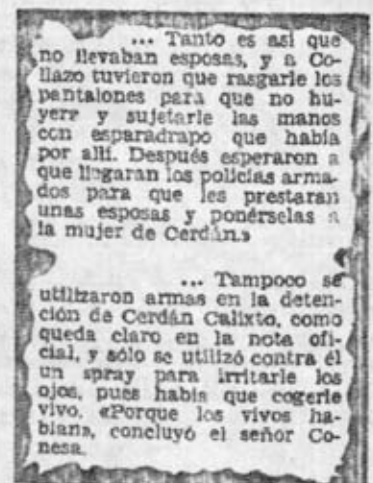 ... Tanto es así que
no llevaban esposas, y a Co-
llazo tuvieron que rasgarle los
pantalones para que no hu-
yerr y sujetarle las manos
con esparadrapo que había
por allí. Después esperaron a
que llegaran los policías arma-
dos para que les prestaran
unas esposas y ponérselas a
la mujer de Cerdán.»
... Tampoco se
utilizaron armas en la deten-
ción de Cerdán Calixto, como
queda claro en la nota ofi-
cial, y sólo se utilizó contra él
un spray para irritarle los
ojos, pues había que cogerle
vivo. «Porque los vivos ha-
blan», concluyó el señor Co-
nesa.